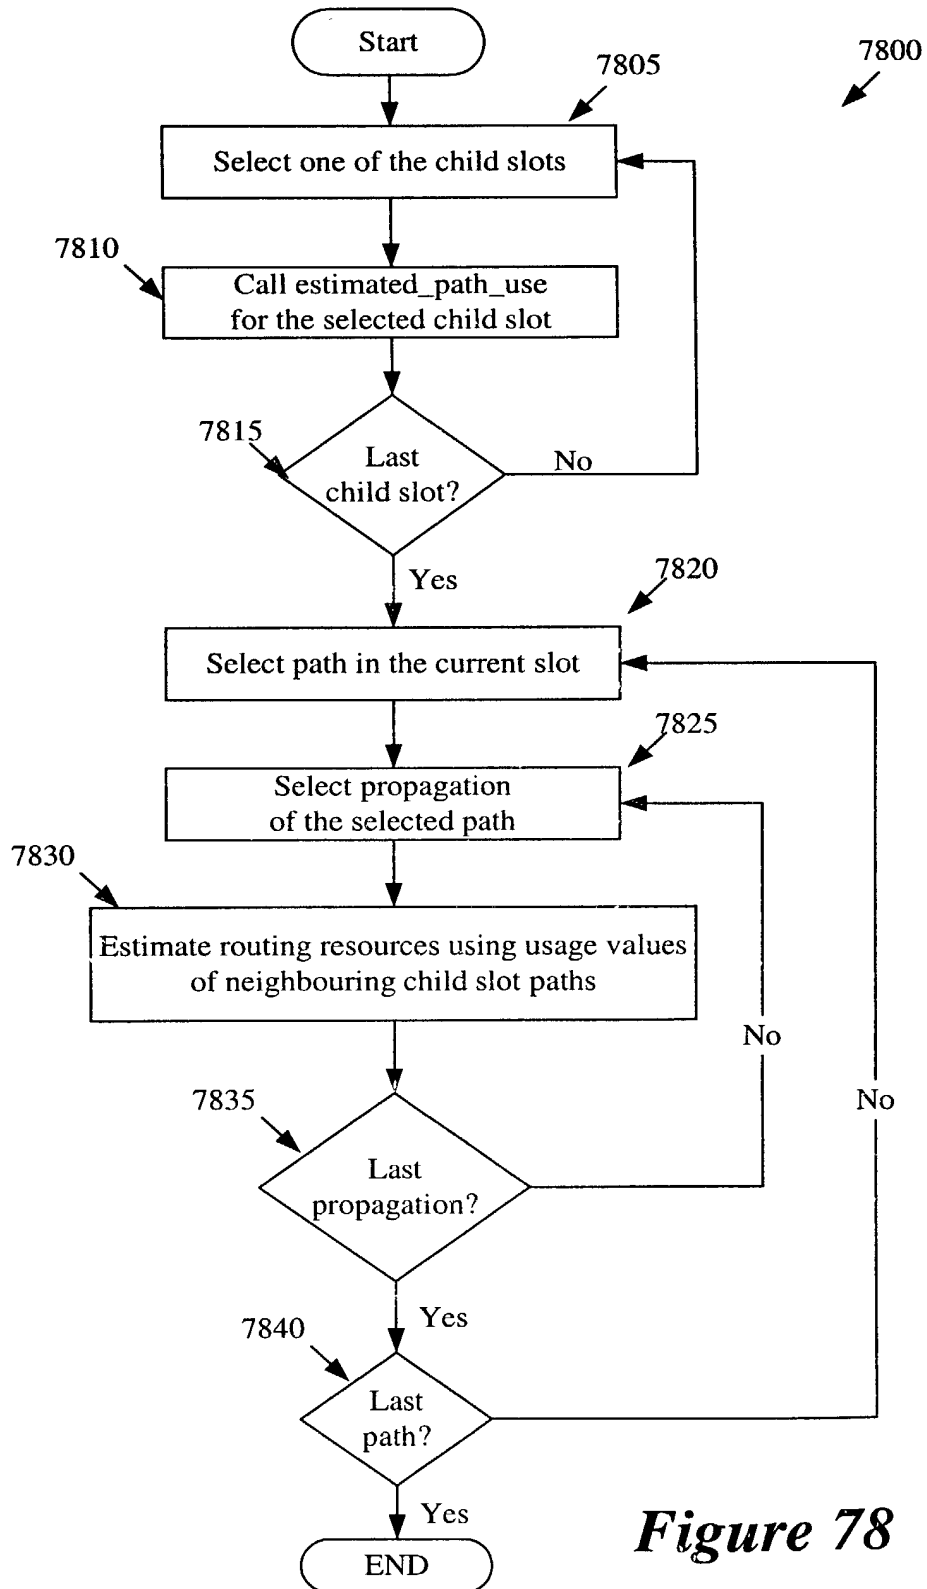 Start
7800
7805
Select one of the child slots
7810
Call estimated_path_use
for the selected child slot
7815
Last
child slot?
No
Yes
7820
Select path in the current slot
7825
Select propagation
of the selected path
7830
Estimate routing resources using usage values
of neighbouring child slot paths
No
No
7835
Last
propagation?
Yes
7840
Last
path?
Yes
END
Figure 78